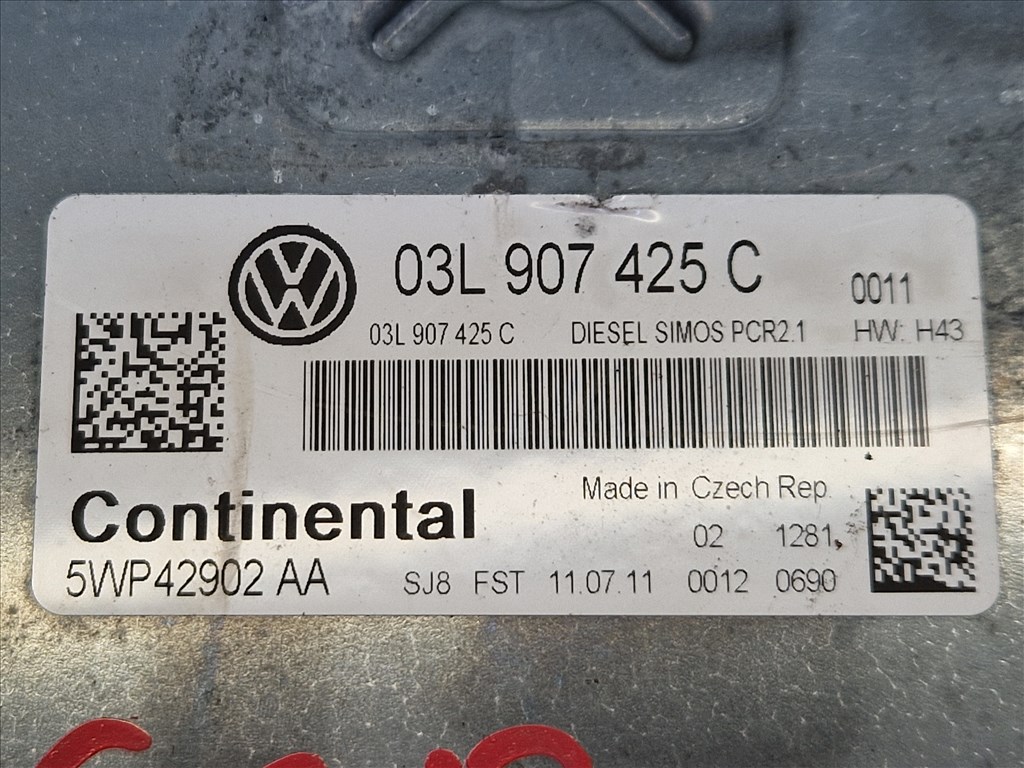 03L 907 425 C
0011
03L 907 425 C DIESEL SIMOS PCR2.1 HW: H43
Made in Czech Rep.
Continental
02 1281
5WP42902 AA SJ8 FST 11.07.11 0012 0690